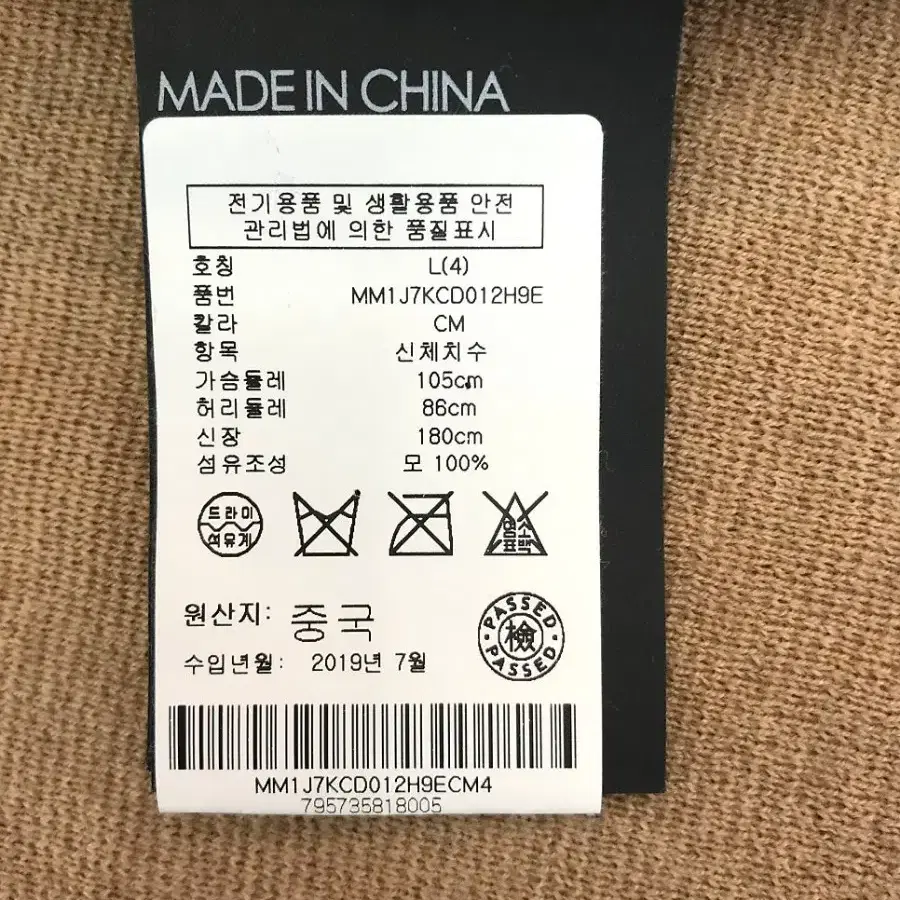 MADE IN CHINA
전기용품 및 생활용품 안전
관리법에 의한 품질표시
호칭 L(4)
품번 MM1J7KCD012H9E
칼라 CM
항목 신체치수
가슴둘레 105cm
허리둘레 86cm
신장 180cm
섬유조성 모 100%
드라이
석유계
염소
표백
원산지: 중국
PASSED
檢
PASSED
수입년월: 2019년 7월
MM1J7KCD012H9ECM4
795735818005